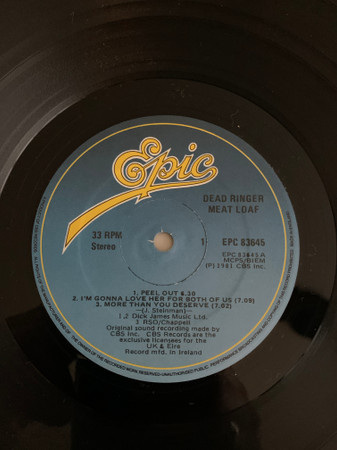 Epic
DEAD RINGER
MEAT LOAF
33 RPM
Stereo
1
EPC 83645
EPC 83645 A
MCPS/BIEM
(P) 1981 CBS Inc.
1. PEEL OUT 6.30
2. I'M GONNA LOVE HER FOR BOTH OF US (7.09)
3. MORE THAN YOU DESERVE (7.02)
—(J. Steinman)—
1,2 Dick James Music Ltd.
3 RSO/Chappell
Original sound recording made by
CBS Inc. CBS Records are the
exclusive licensees for the
UK & Eire
Record mfd. in Ireland